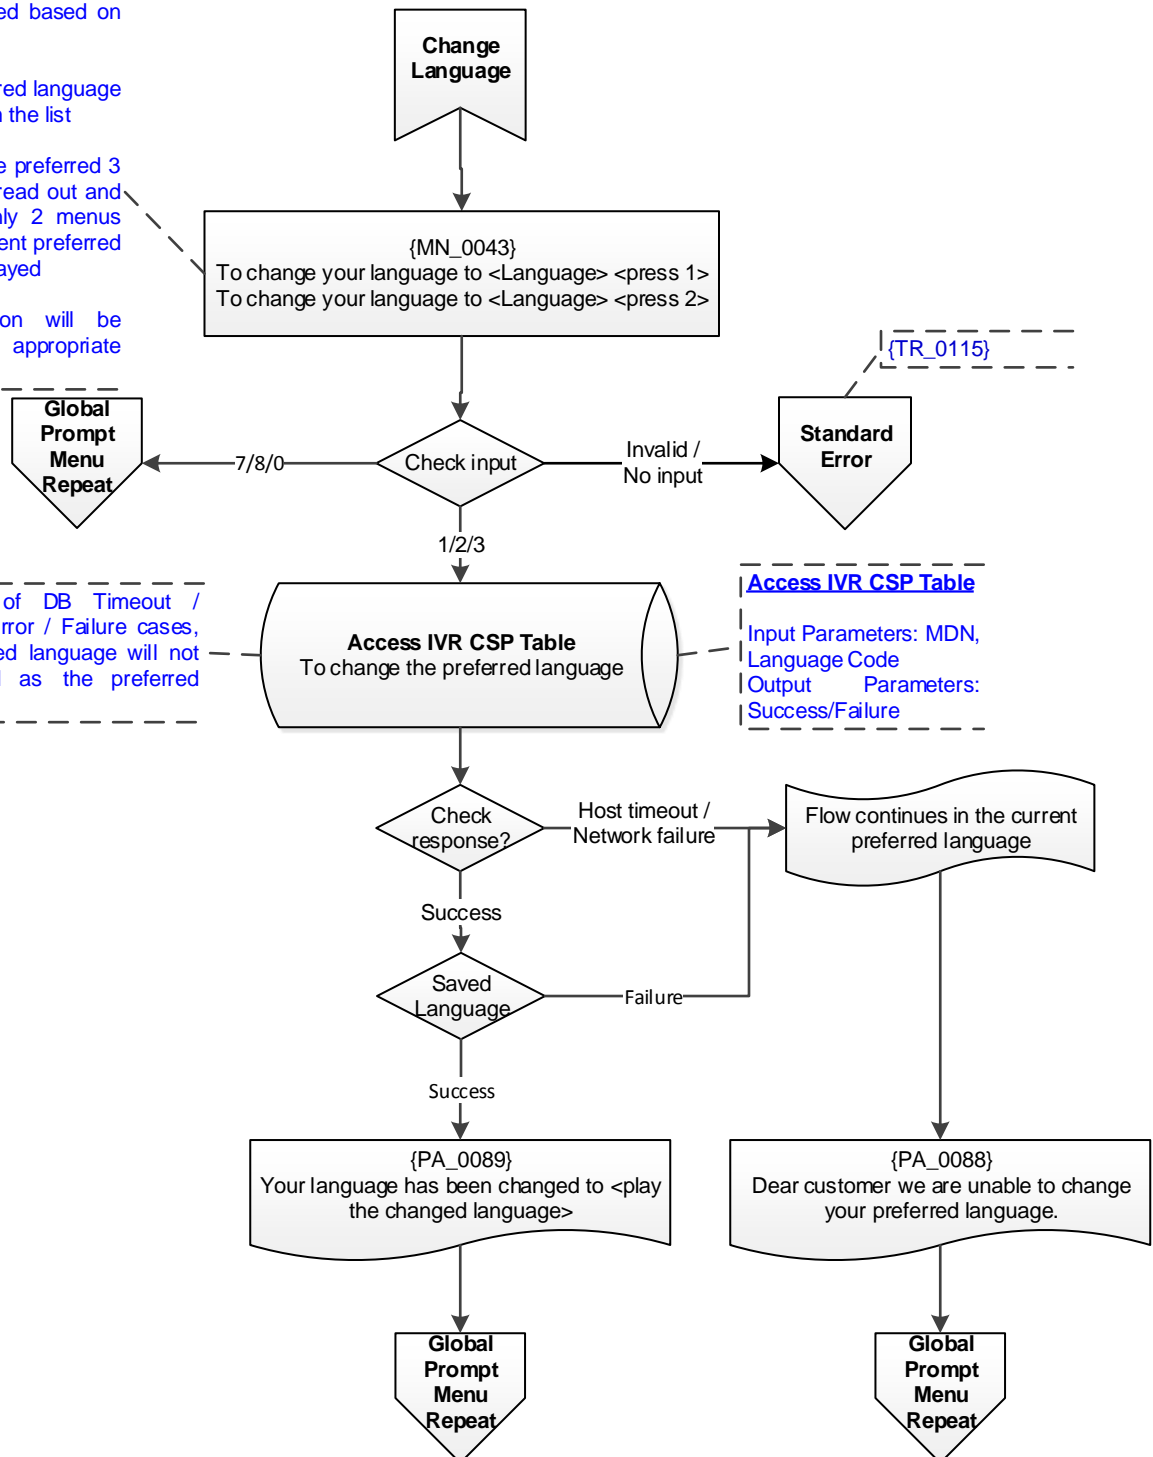 ed based on
red language
the list
e preferred 3
read out and
ly 2 menus
ent preferred
ayed
on will be
appropriate
Change
Language
{MN_0043}
To change your language to <Language> <press 1>
To change your language to <Language> <press 2>
{TR_0115}
Global
Prompt
Menu
Repeat
7/8/0
Check input
Invalid /
No input
Standard
Error
1/2/3
of DB Timeout /
rror / Failure cases,
ed language will not
as the preferred
Access IVR CSP Table
To change the preferred language
Access IVR CSP Table
Input Parameters: MDN,
Language Code
Output Parameters:
Success/Failure
Check
response?
Host timeout /
Network failure
Flow continues in the current
preferred language
Success
Saved
Language
Failure
Success
{PA_0089}
Your language has been changed to <play
the changed language>
{PA_0088}
Dear customer we are unable to change
your preferred language.
Global
Prompt
Menu
Repeat
Global
Prompt
Menu
Repeat